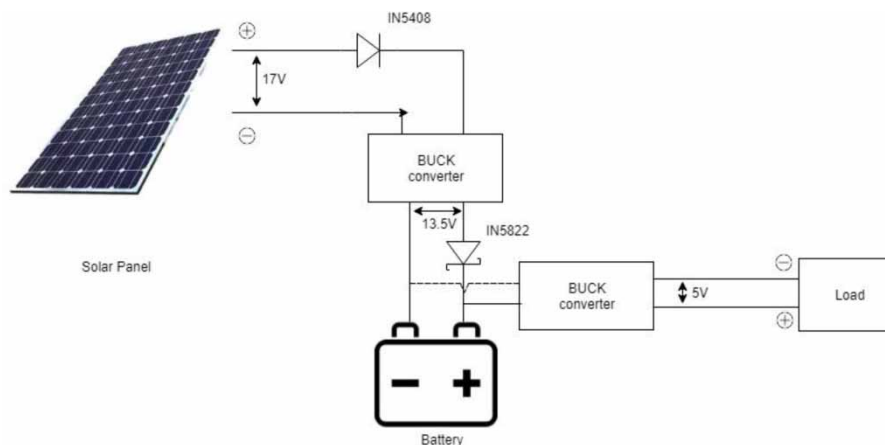 IN5408
17V
BUCK
converter
13.5V
IN5822
Solar Panel
BUCK
converter
5V
Load
Battery